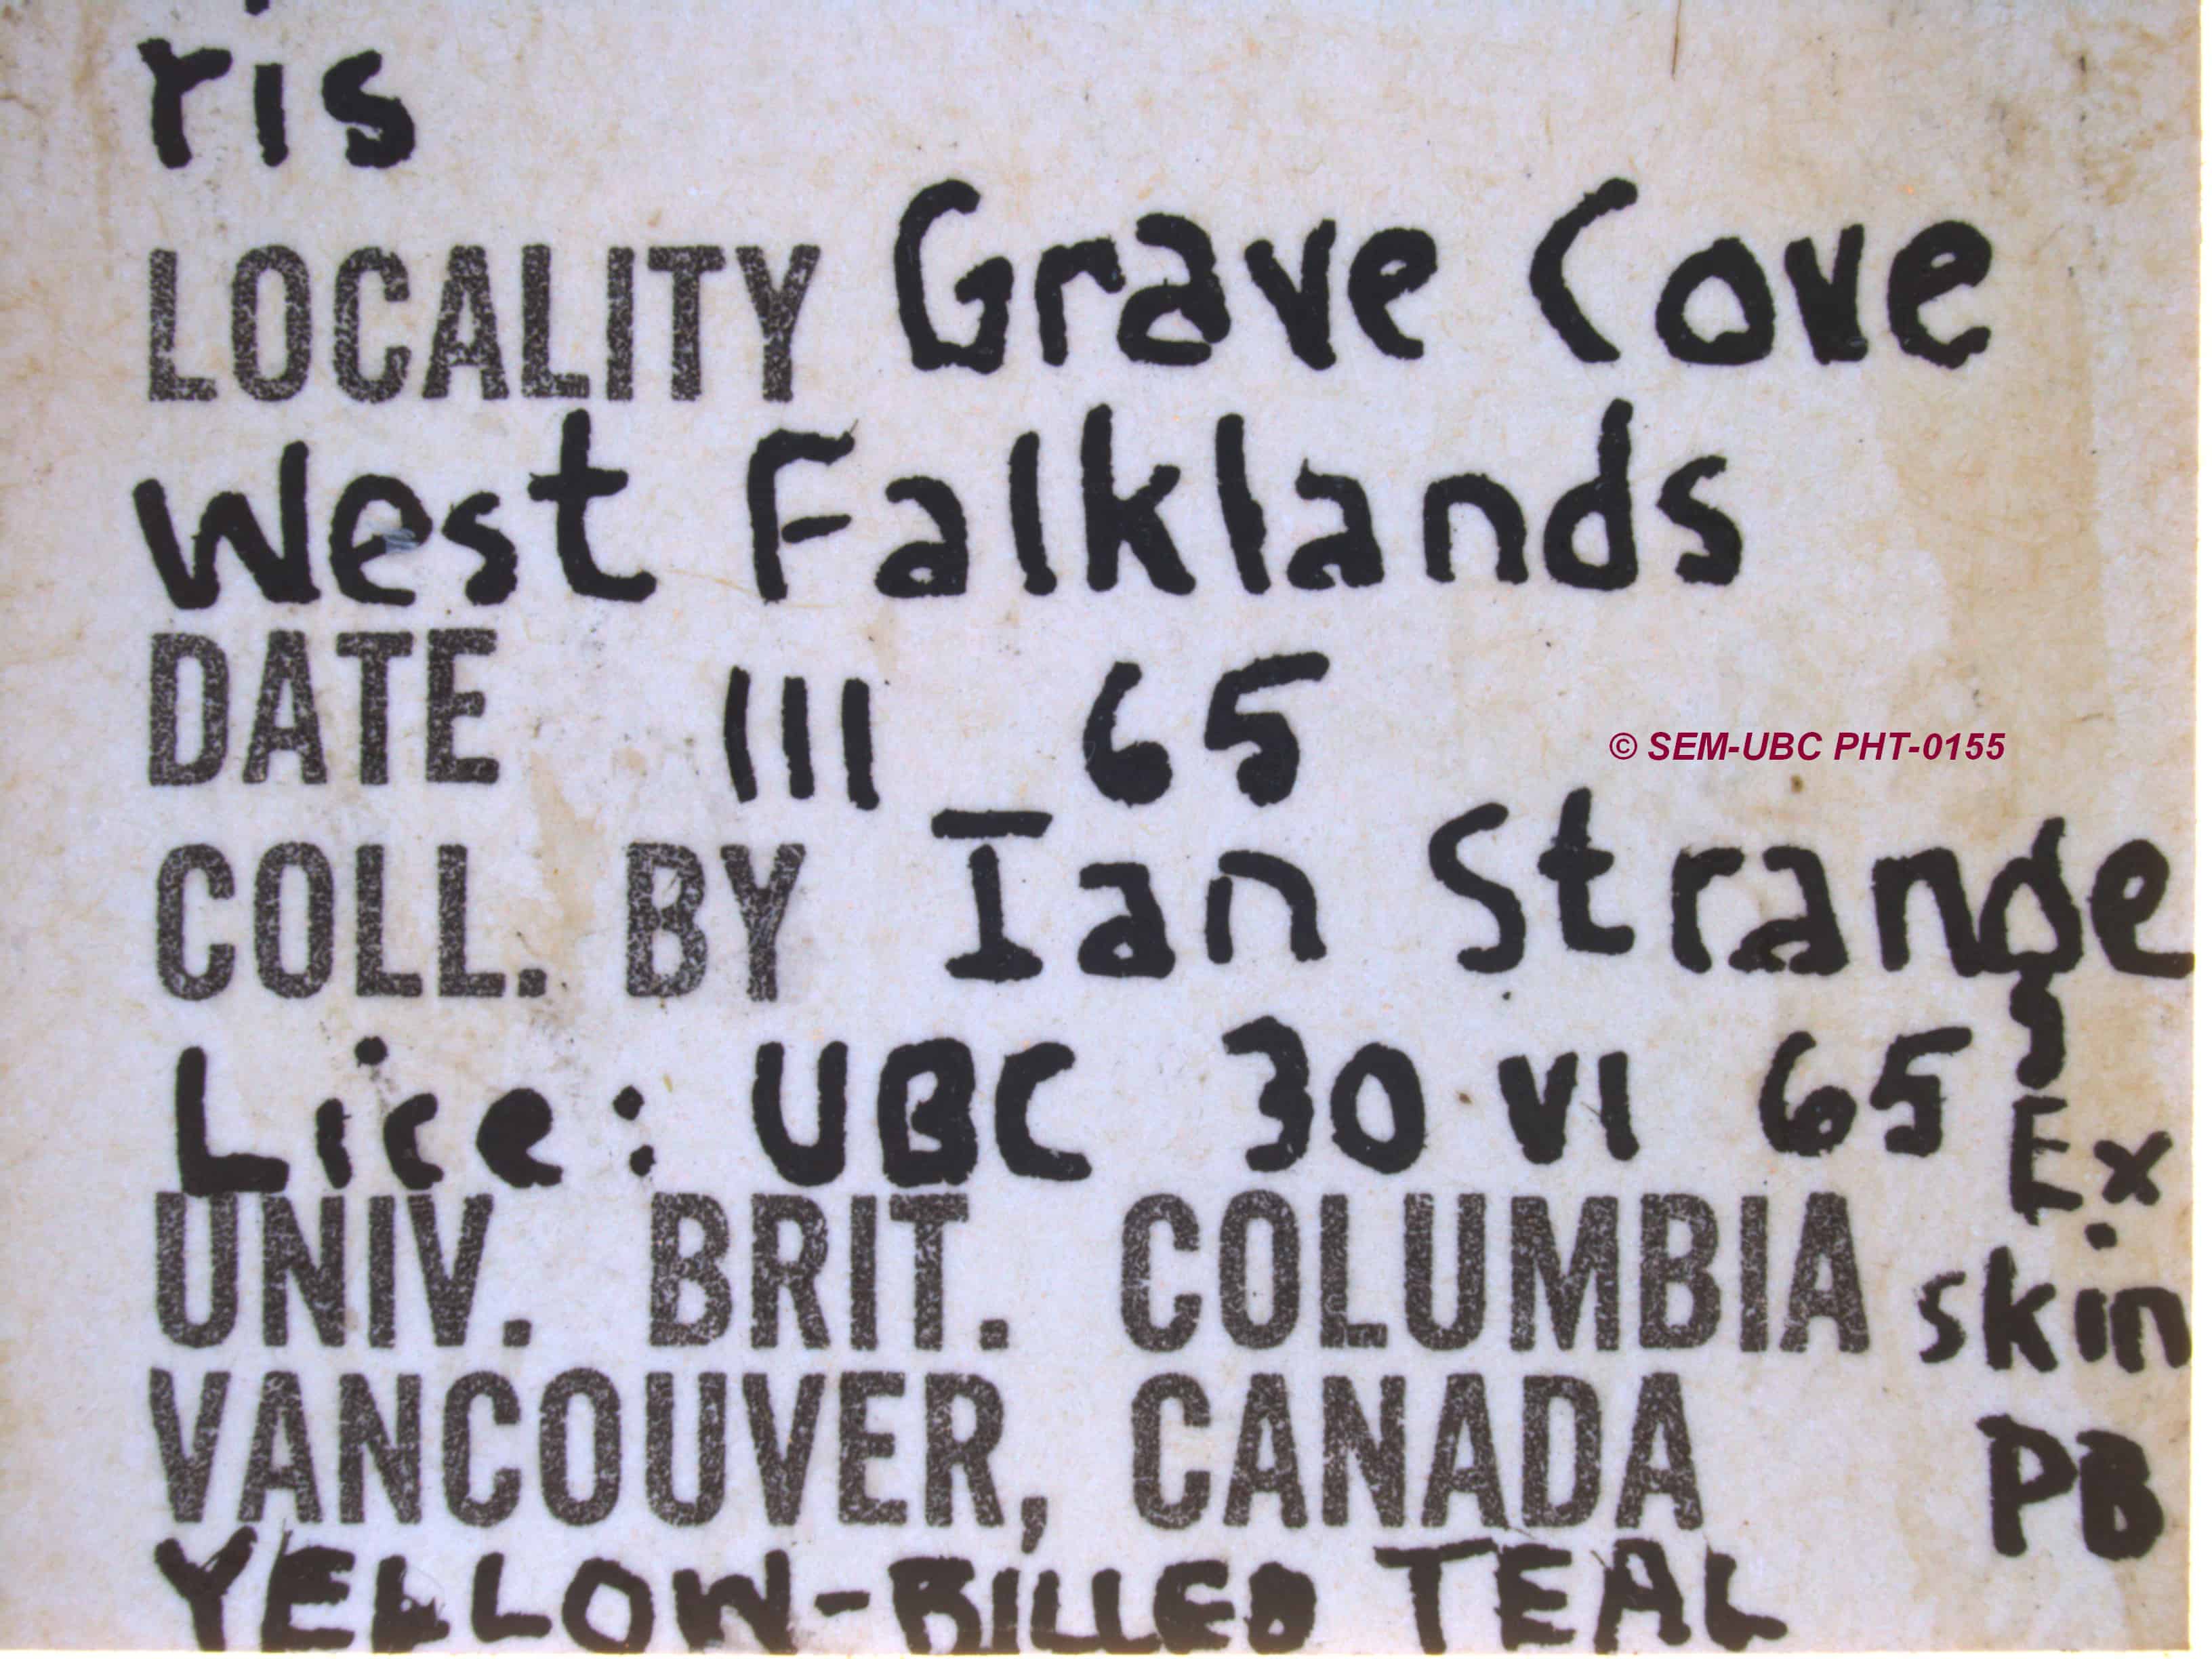 ris
LOCALITY Grave Cove
West Falklands
DATE III 65
© SEM-UBC PHT-0155
COLL. BY Ian Strange
Lice: UBC 30 VI 65
UNIV. BRIT. COLUMBIA
VANCOUVER, CANADA
YELLOW-BILLED TEAL
Ex.
skin
PB